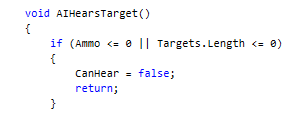 void AIHearsTarget()
{
if (Ammo <= 0 || Targets.Length <= 0)
{
CanHear = false;
return;
}